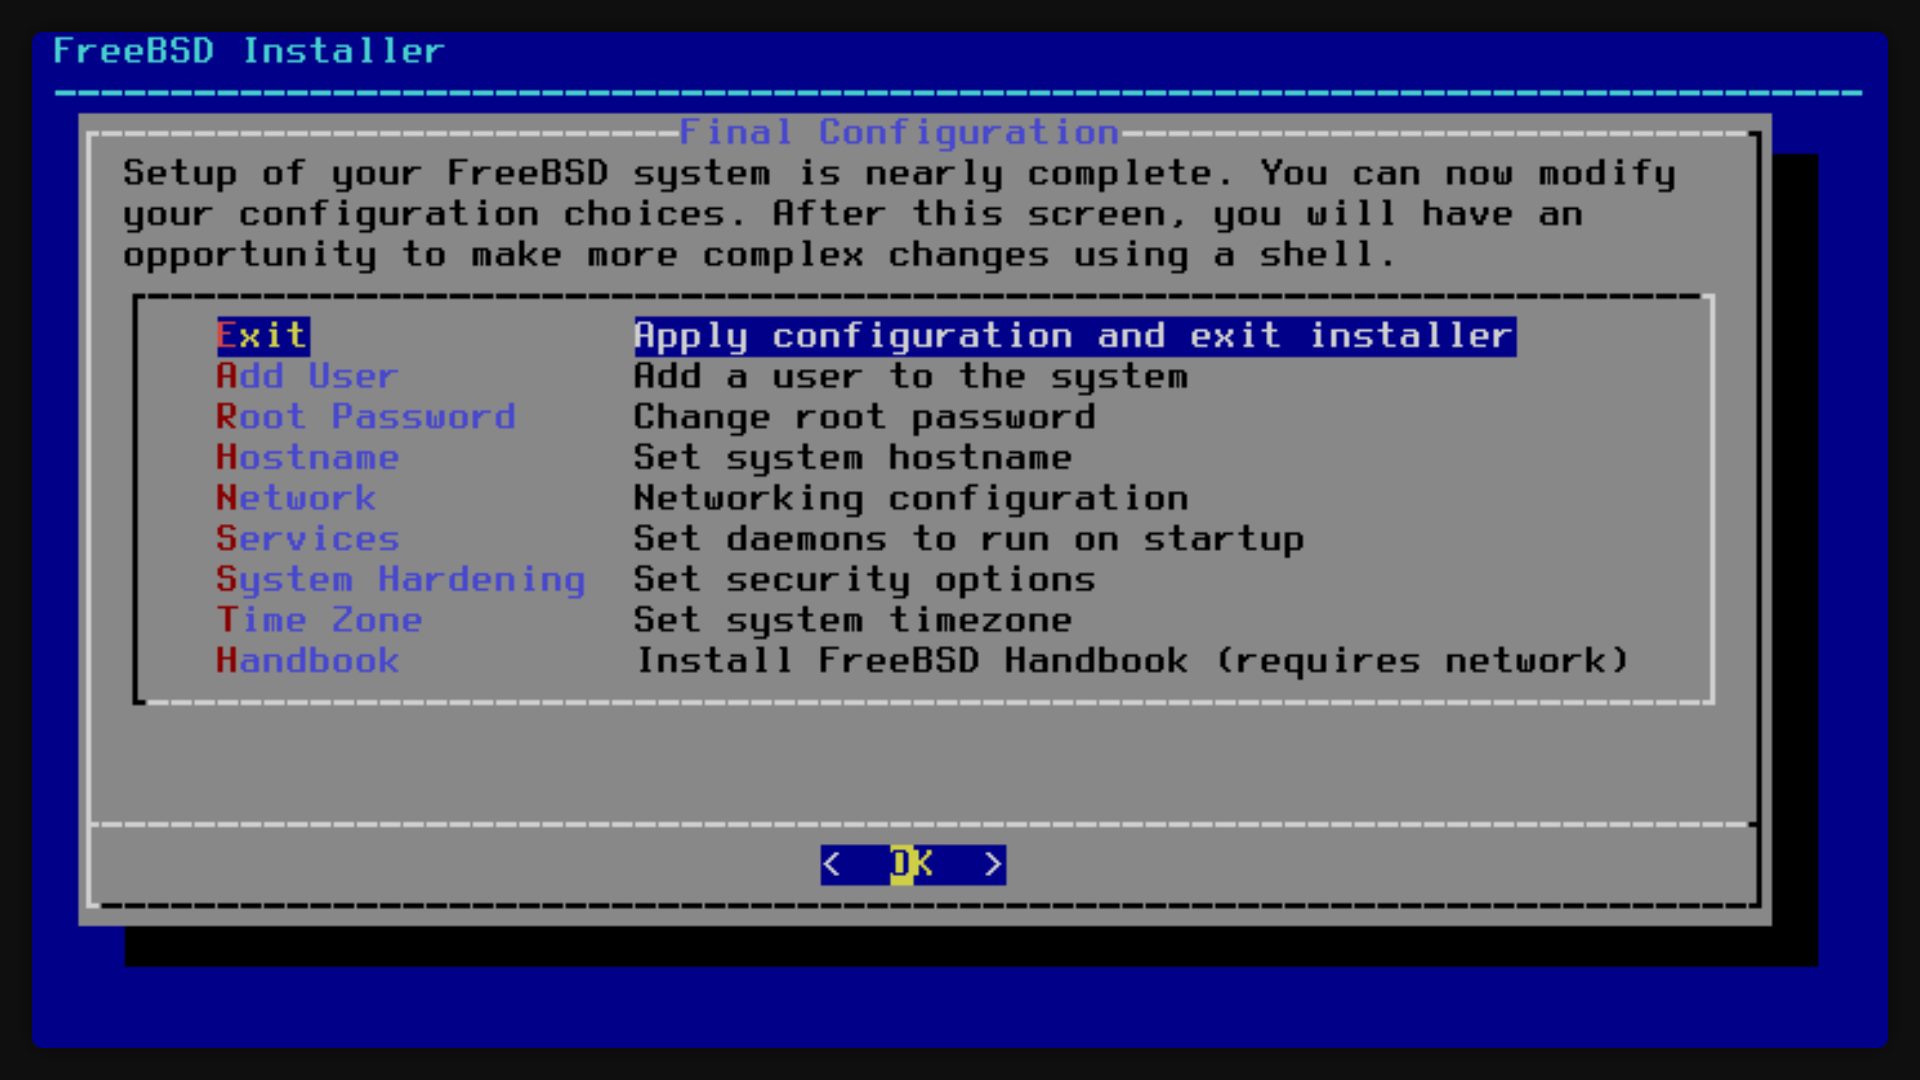 FreeBSD Installer
Final Configuration
Setup of your FreeBSD system is nearly complete. You can now modify
your configuration choices. After this screen, you will have an
opportunity to make more complex changes using a shell.
Exit Apply configuration and exit installer
Add User Add a user to the system
Root Password Change root password
Hostname Set system hostname
Network Networking configuration
Services Set daemons to run on startup
System Hardening Set security options
Time Zone Set system timezone
Handbook Install FreeBSD Handbook (requires network)
< OK >